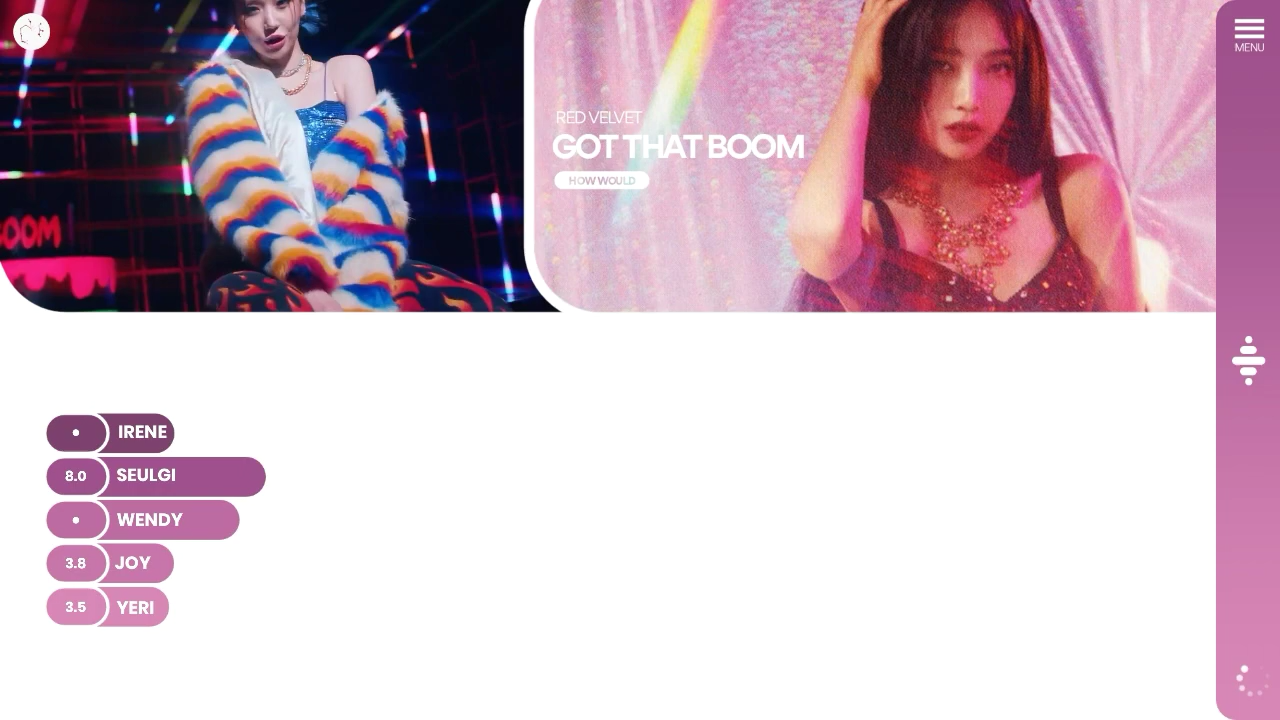 MENU
RED VELVET
GOT THAT BOOM
HOW WOULD
BOOM
IRENE
8.0 SEULGI
WENDY
3.8 JOY
3.5 YERI